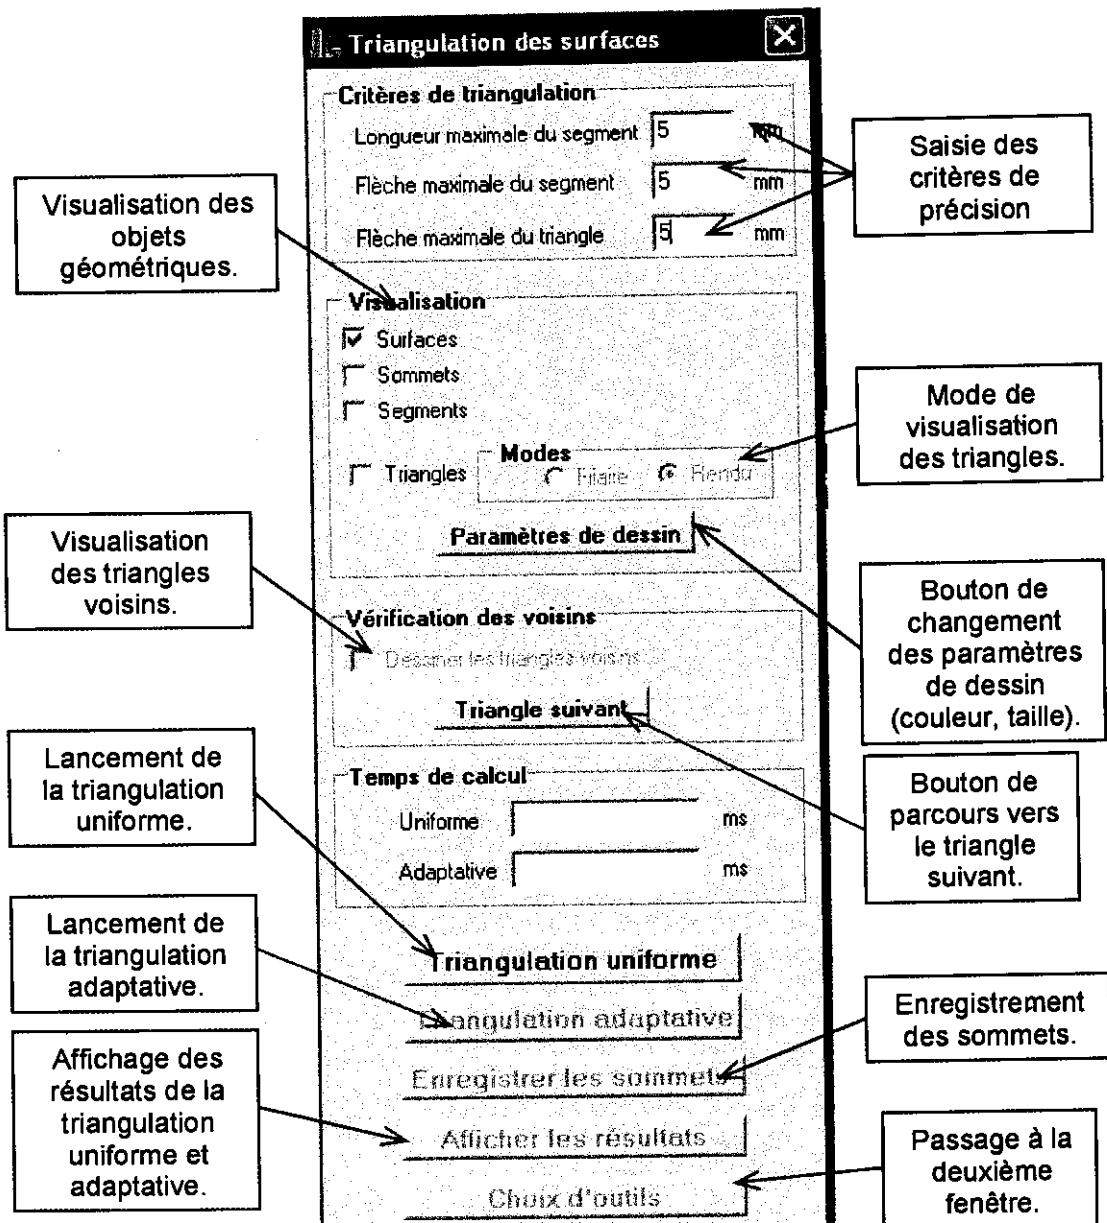 Triangulation des surfaces
Critères de triangulation
Longueur maximale du segment 5 mm
Flèche maximale du segment 5 mm
Flèche maximale du triangle 5 mm
Saisie des
critères de
précision
Visualisation des
objets
géométriques.
Visualisation
Surfaces
Sommets
Segments
Triangles
Modes
Filaire
Rendu
Paramètres de dessin
Mode de
visualisation
des triangles.
Visualisation
des triangles
voisins.
Bouton de
changement
des paramètres
de dessin
(couleur, taille).
Vérification des voisins
Dessiner les triangles voisins
Triangle suivant
Bouton de
parcours vers
le triangle
suivant.
Temps de calcul
Uniforme ms
Adaptative ms
Lancement de
la triangulation
uniforme.
Lancement de
la triangulation
adaptative.
Affichage des
résultats de la
triangulation
uniforme et
adaptative.
Triangulation uniforme
Triangulation adaptative
Enregistrer les sommets
Afficher les résultats
Choix d'outils
Enregistrement
des sommets.
Passage à la
deuxième
fenêtre.